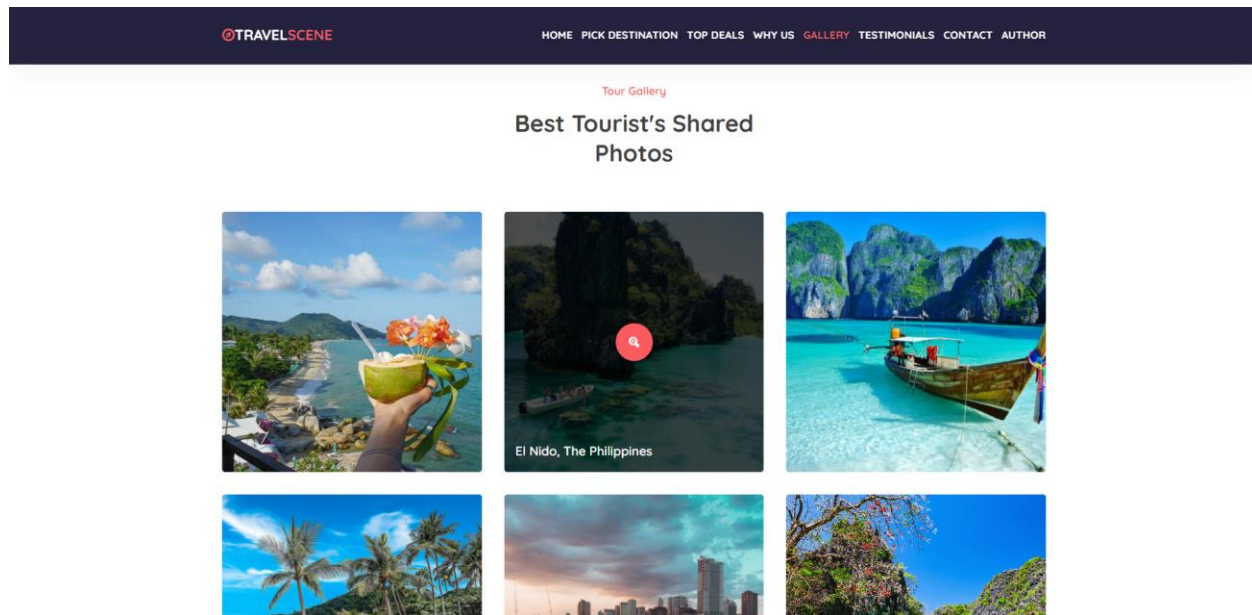 TRAVELSCENE
HOME PICK DESTINATION TOP DEALS WHY US GALLERY TESTIMONIALS CONTACT AUTHOR
Tour Gallery
Best Tourist's Shared
Photos
El Nido, The Philippines